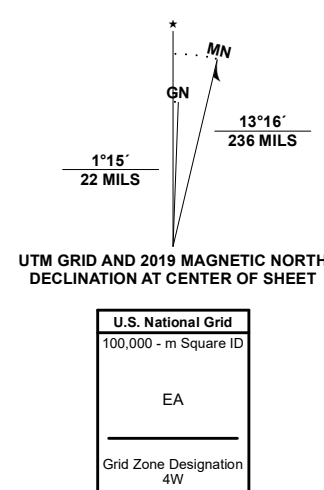 ★
MN
GN
13°16´
236 MILS
1°15´
22 MILS
UTM GRID AND 2019 MAGNETIC NORTH
DECLINATION AT CENTER OF SHEET
U.S. National Grid
100,000 - m Square ID
EA
Grid Zone Designation
4W